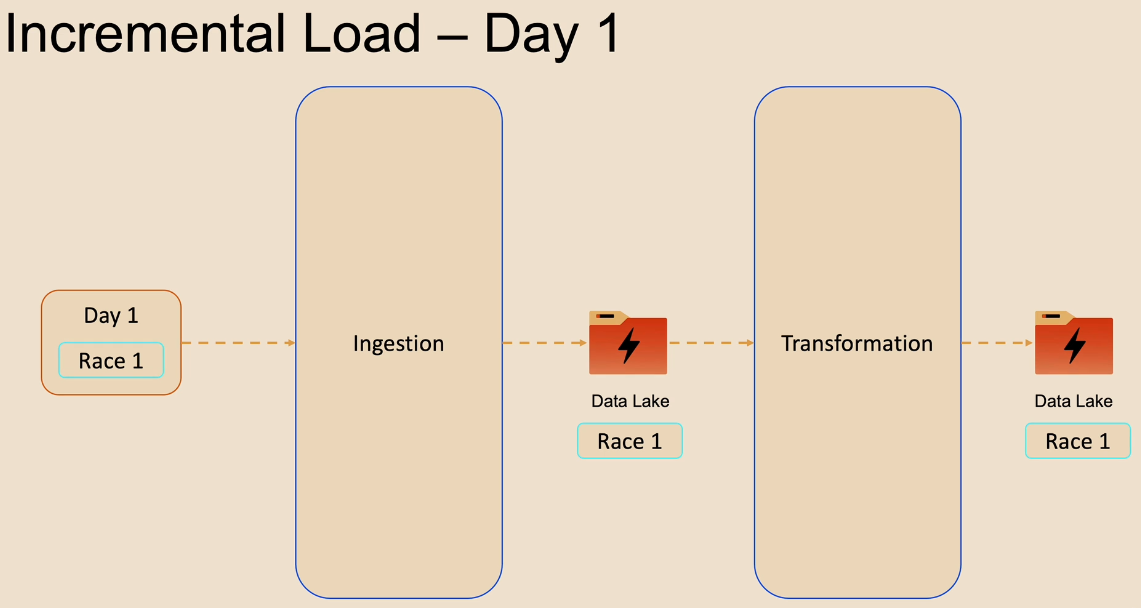 Incremental Load – Day 1
Day 1
Race 1
Ingestion
Data Lake
Race 1
Transformation
Data Lake
Race 1